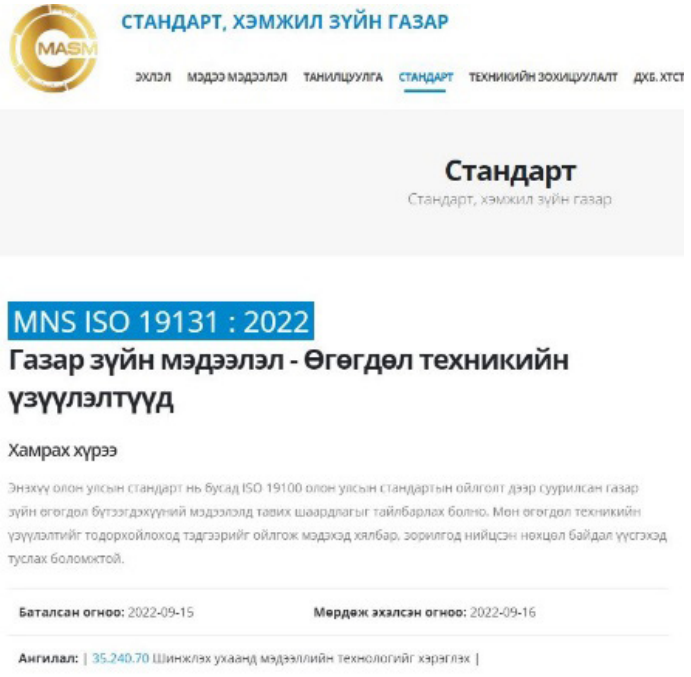 MASM
СТАНДАРТ, ХЭМЖИЛ ЗҮЙН ГАЗАР
ЭХЛЭЛ МЭДЭЭ МЭДЭЭЛЭЛ ТАНИЛЦУУЛГА СТАНДАРТ ТЕХНИКИЙН ЗОХИЦУУЛАЛТ ДХБ. ХТСТ
Стандарт
Стандарт, хэмжил зүйн газар
MNS ISO 19131 : 2022
Газар зүйн мэдээлэл - Өгөгдөл техникийн
үзүүлэлтүүд
Хамрах хүрээ
Энэхүү олон улсын стандарт нь бусад ISO 19100 олон улсын стандартын ойлголт дээр суурилсан газар
зүйн өгөгдөл бүтээгдэхүүний мэдээлэлд тавих шаардлагыг тайлбарлах болно. Мөн өгөгдөл техникийн
үзүүлэлтийг тодорхойлоход тэдгээрийг ойлгож мэдэхэд хялбар, зорилгод нийцсэн нөхцөл байдал үүсгэхэд
туслах боломжтой.
Баталсан огноо: 2022-09-15 Мөрдөж эхэлсэн огноо: 2022-09-16
Ангилал: | 35.240.70 Шинжлэх ухаанд мэдээллийн технологийг хэрэглэх |